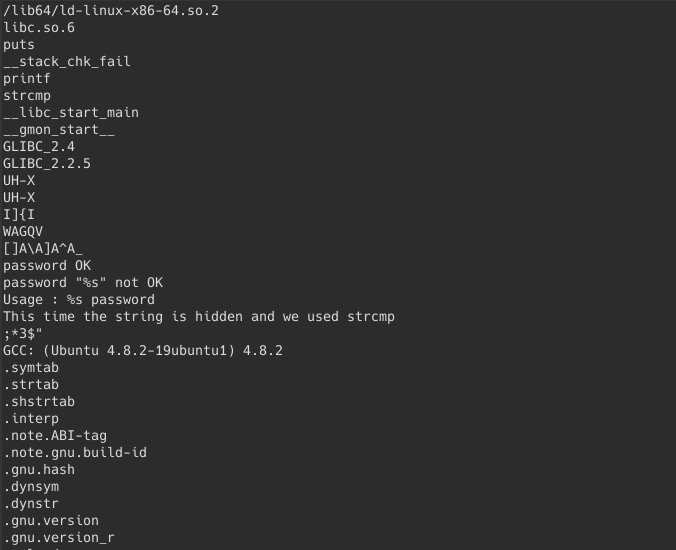 /lib64/ld-linux-x86-64.so.2
libc.so.6
puts
__stack_chk_fail
printf
strcmp
__libc_start_main
__gmon_start__
GLIBC_2.4
GLIBC_2.2.5
UH-X
UH-X
I]{I
WAGQV
[]A\A]A^A_
password OK
password "%s" not OK
Usage : %s password
This time the string is hidden and we used strcmp
;*3$"
GCC: (Ubuntu 4.8.2-19ubuntu1) 4.8.2
.symtab
.strtab
.shstrtab
.interp
.note.ABI-tag
.note.gnu.build-id
.gnu.hash
.dynsym
.dynstr
.gnu.version
.gnu.version_r